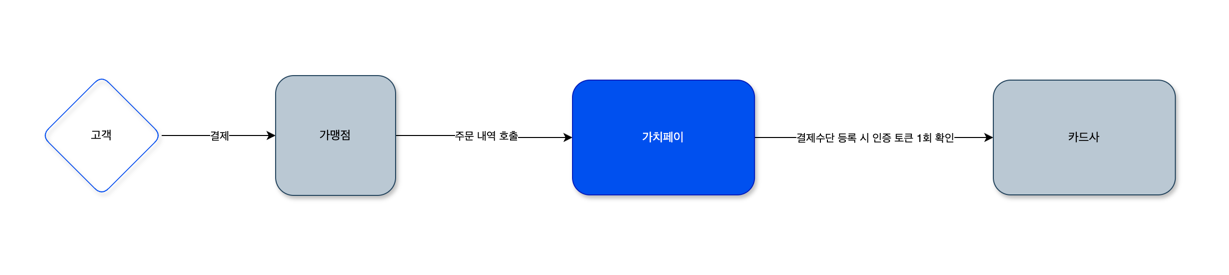 고객
결제
가맹점
주문 내역 호출
가치페이
결제수단 등록 시 인증 토큰 1회 확인
카드사